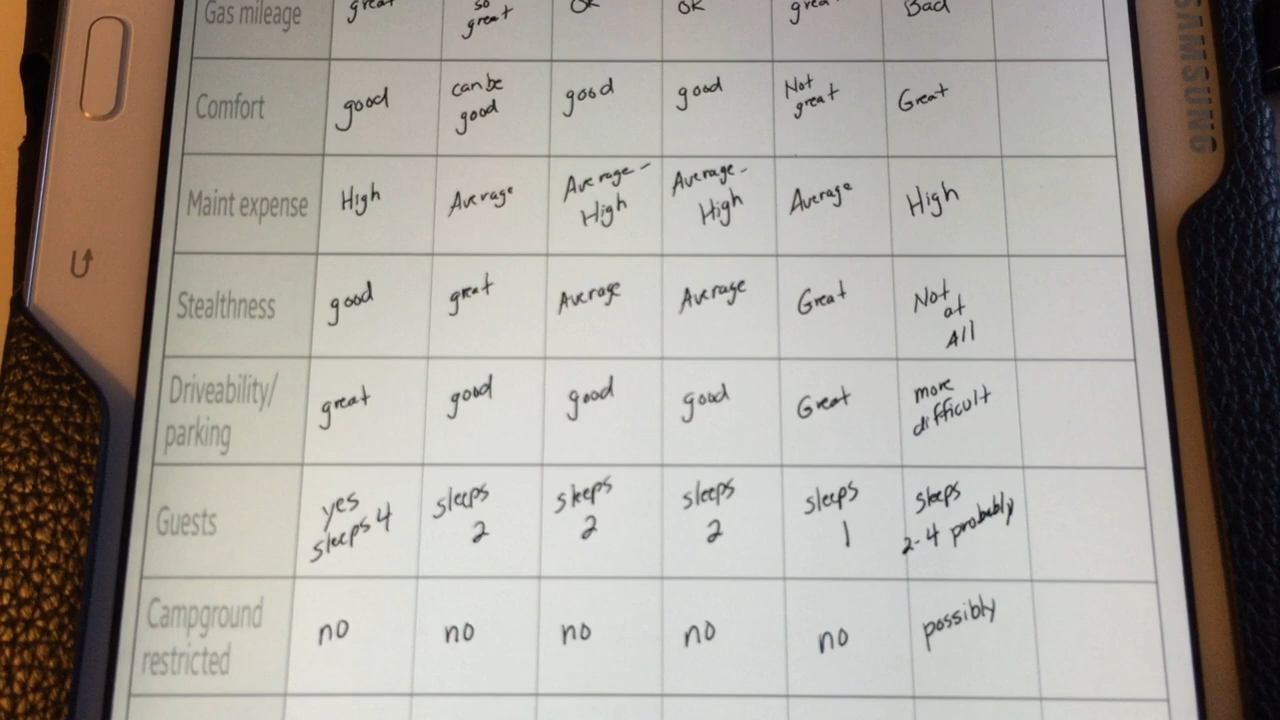 Gas mileage great so great OK OK great Bad
Comfort good can be good good good Not great Great
Maint expense High Average Average - High Average - High Average High
Stealthness good great Average Average Great Not at All
Driveability/ parking great good good good Great more difficult
Guests yes sleeps 4 sleeps 2 sleeps 2 sleeps 2 sleeps 1 sleeps 2-4 probably
Campground restricted no no no no no possibly
SAMSUNG